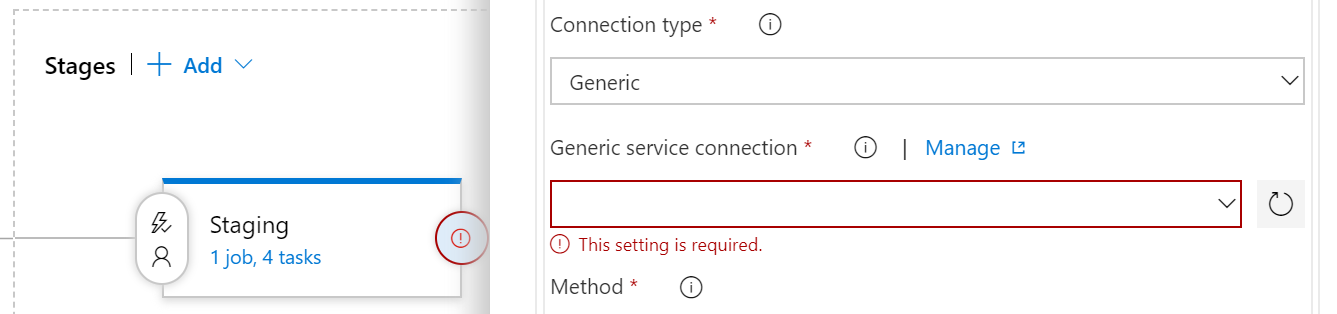 Stages | Add
Staging
1 job, 4 tasks
Connection type *
Generic
Generic service connection * | Manage
This setting is required.
Method *